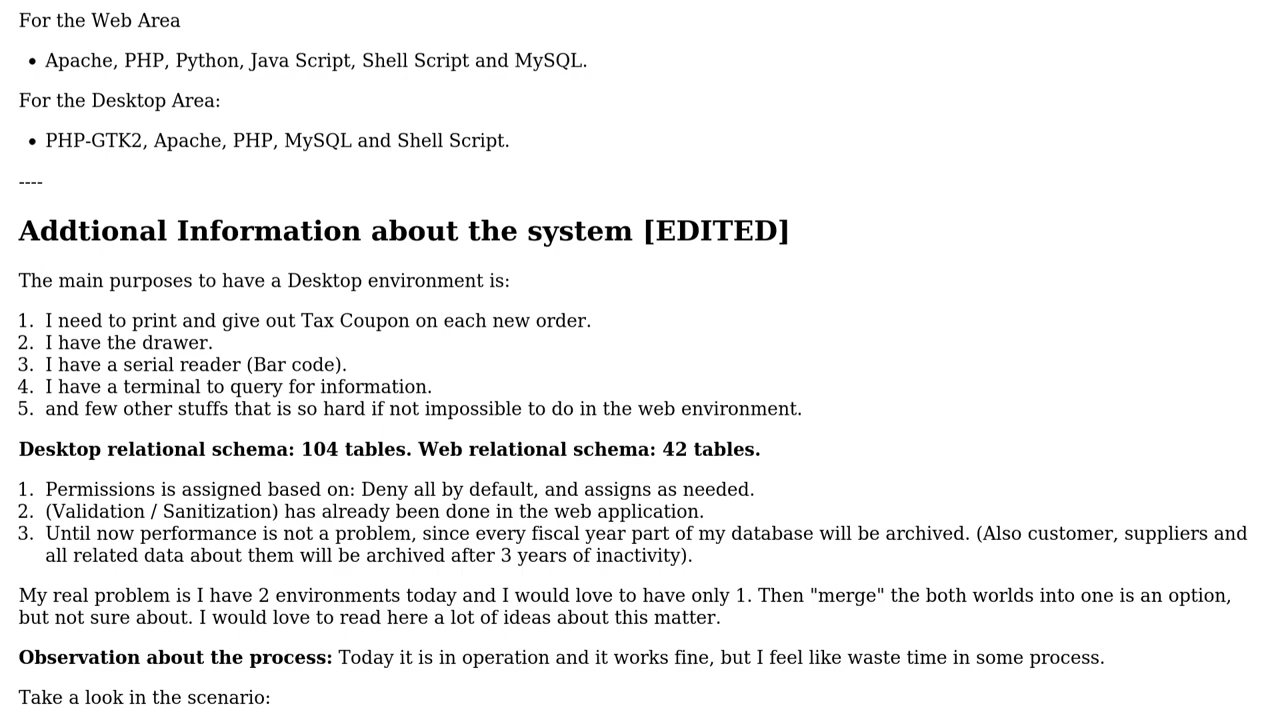 For the Web Area
• Apache, PHP, Python, Java Script, Shell Script and MySQL.
For the Desktop Area:
• PHP-GTK2, Apache, PHP, MySQL and Shell Script.
----
Addtional Information about the system [EDITED]
The main purposes to have a Desktop environment is:
1. I need to print and give out Tax Coupon on each new order.
2. I have the drawer.
3. I have a serial reader (Bar code).
4. I have a terminal to query for information.
5. and few other stuffs that is so hard if not impossible to do in the web environment.
Desktop relational schema: 104 tables. Web relational schema: 42 tables.
1. Permissions is assigned based on: Deny all by default, and assigns as needed.
2. (Validation / Sanitization) has already been done in the web application.
3. Until now performance is not a problem, since every fiscal year part of my database will be archived. (Also customer, suppliers and
all related data about them will be archived after 3 years of inactivity).
My real problem is I have 2 environments today and I would love to have only 1. Then "merge" the both worlds into one is an option,
but not sure about. I would love to read here a lot of ideas about this matter.
Observation about the process: Today it is in operation and it works fine, but I feel like waste time in some process.
Take a look in the scenario: